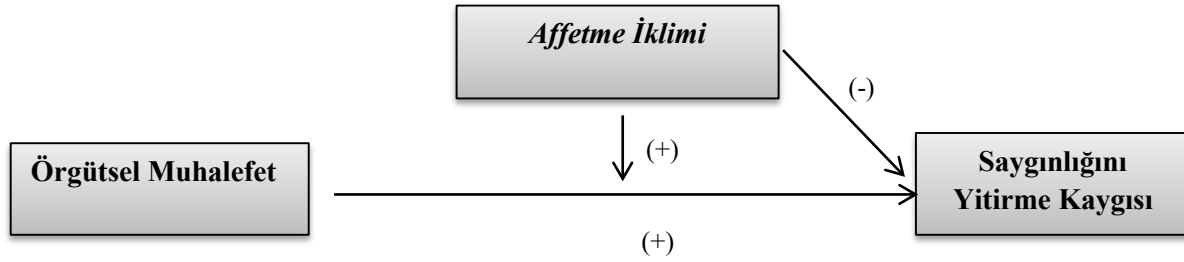 Affetme İklimi
(-)
(+)
Örgütsel Muhalefet
Saygınlığını
Yitirme Kaygısı
(+)